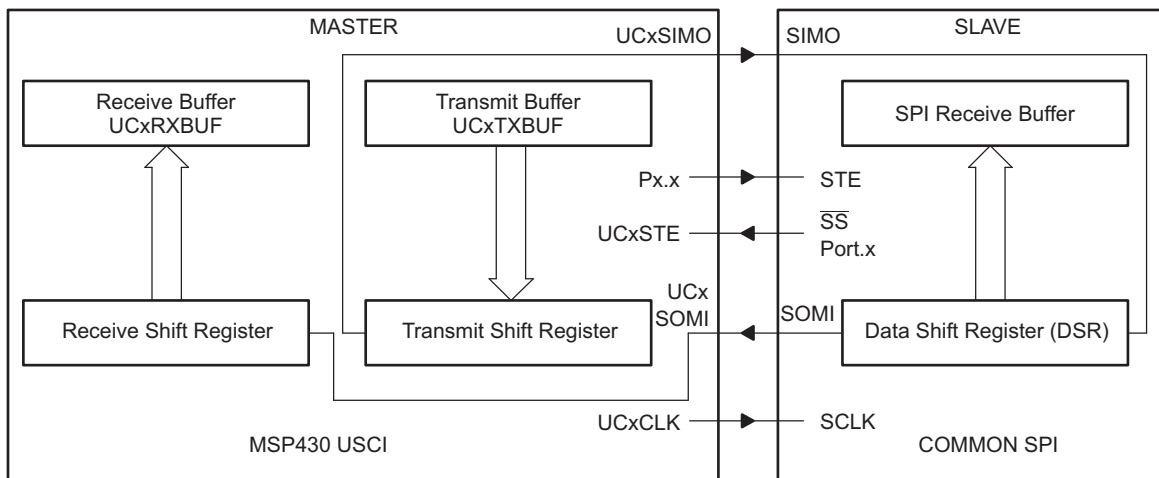 MASTER
UCxSIMO
SIMO
SLAVE
Receive Buffer
UCxRXBUF
Transmit Buffer
UCxTXBUF
SPI Receive Buffer
Px.x
STE
UCxSTE
SS
Port.x
UCx
SOMI
SOMI
Receive Shift Register
Transmit Shift Register
Data Shift Register (DSR)
UCxCLK
SCLK
MSP430 USCI
COMMON SPI